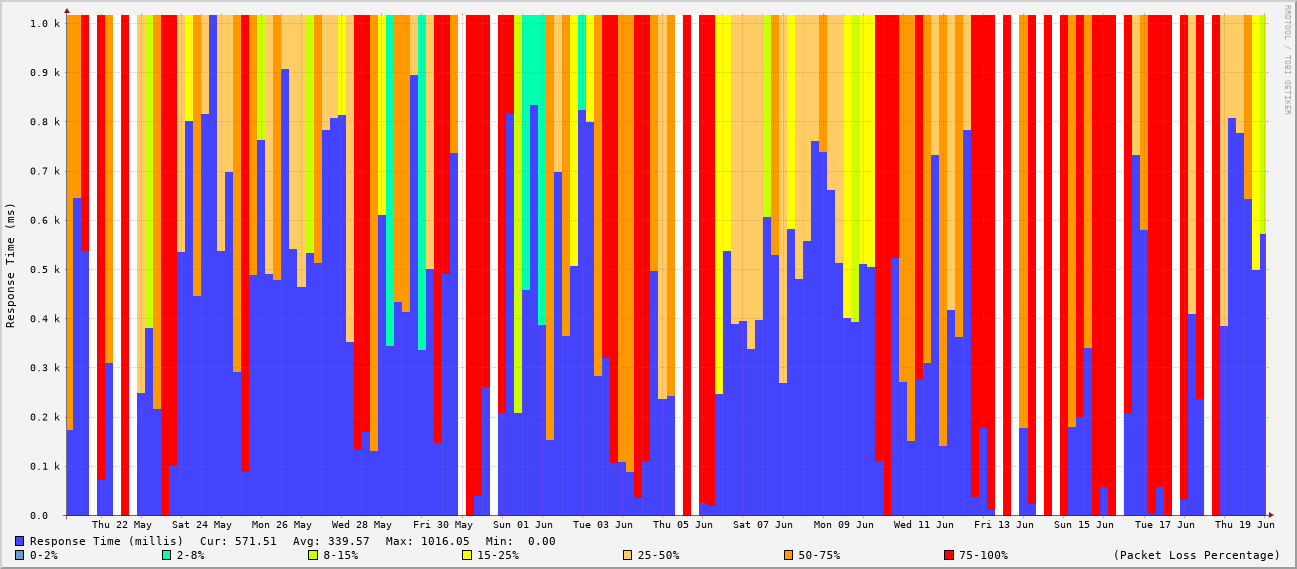 1.0 k
0.9 k
0.8 k
0.7 k
0.6 k
0.5 k
0.4 k
0.3 k
0.2 k
0.1 k
0.0
Response Time (ms)
RRDTOOL / TOBI OETIKER
Thu 22 May Sat 24 May Mon 26 May Wed 28 May Fri 30 May Sun 01 Jun Tue 03 Jun Thu 05 Jun Sat 07 Jun Mon 09 Jun Wed 11 Jun Fri 13 Jun Sun 15 Jun Tue 17 Jun Thu 19 Jun
Response Time (millis) Cur: 571.51 Avg: 339.57 Max: 1016.05 Min: 0.00
0-2% 2-8% 8-15% 15-25% 25-50% 50-75% 75-100% (Packet Loss Percentage)